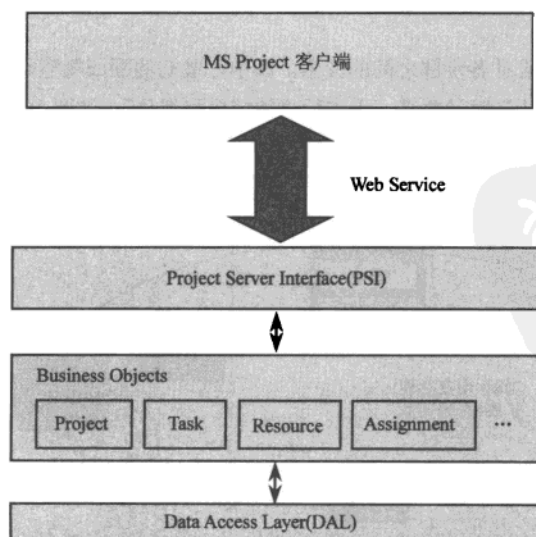 MS Project 客户端
Web Service
Project Server Interface(PSI)
Business Objects
Project Task Resource Assignment ...
Data Access Layer(DAL)